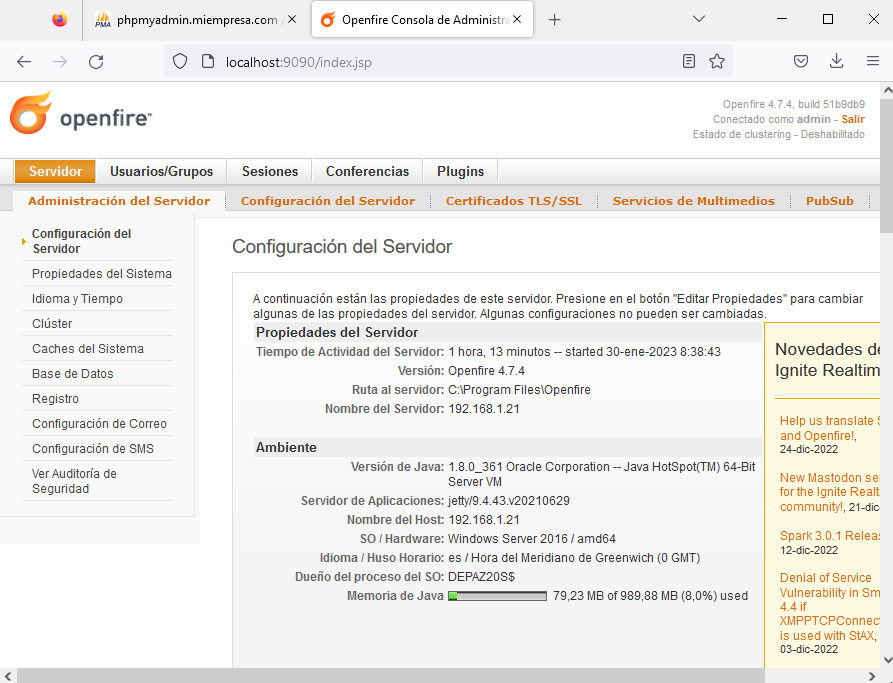 phpmyadmin.miempresa.com /
Openfire Consola de Administra
localhost:9090/index.jsp
openfire™
Openfire 4.7.4, build 51b9db9
Conectado como admin - Salir
Estado de clustering - Deshabilitado
Servidor Usuarios/Grupos Sesiones Conferencias Plugins
Administración del Servidor Configuración del Servidor Certificados TLS/SSL Servicios de Multimedios PubSub
Configuración del
Servidor
Propiedades del Sistema
Idioma y Tiempo
Clúster
Caches del Sistema
Base de Datos
Registro
Configuración de Correo
Configuración de SMS
Ver Auditoría de
Seguridad
Configuración del Servidor
A continuación están las propiedades de este servidor. Presione en el botón "Editar Propiedades" para cambiar
algunas de las propiedades del servidor. Algunas configuraciones no pueden ser cambiadas.
Propiedades del Servidor
Tiempo de Actividad del Servidor: 1 hora, 13 minutos -- started 30-ene-2023 8:38:43
Versión: Openfire 4.7.4
Ruta al servidor: C:\Program Files\Openfire
Nombre del Servidor: 192.168.1.21
Ambiente
Versión de Java: 1.8.0_361 Oracle Corporation -- Java HotSpot(TM) 64-Bit
Server VM
Servidor de Aplicaciones: jetty/9.4.43.v20210629
Nombre del Host: 192.168.1.21
SO / Hardware: Windows Server 2016 / amd64
Idioma / Huso Horario: es / Hora del Meridiano de Greenwich (0 GMT)
Dueño del proceso del SO: DEPAZ20S$
Memoria de Java 79,23 MB of 989,88 MB (8,0%) used
Novedades de
Ignite Realtim
Help us translate S
and Openfire!,
24-dic-2022
New Mastodon se
for the Ignite Realt
community!, 21-dic
Spark 3.0.1 Releas
12-dic-2022
Denial of Service
Vulnerability in Sm
4.4 if
XMPPTCPConnec
is used with StAX,
03-dic-2022